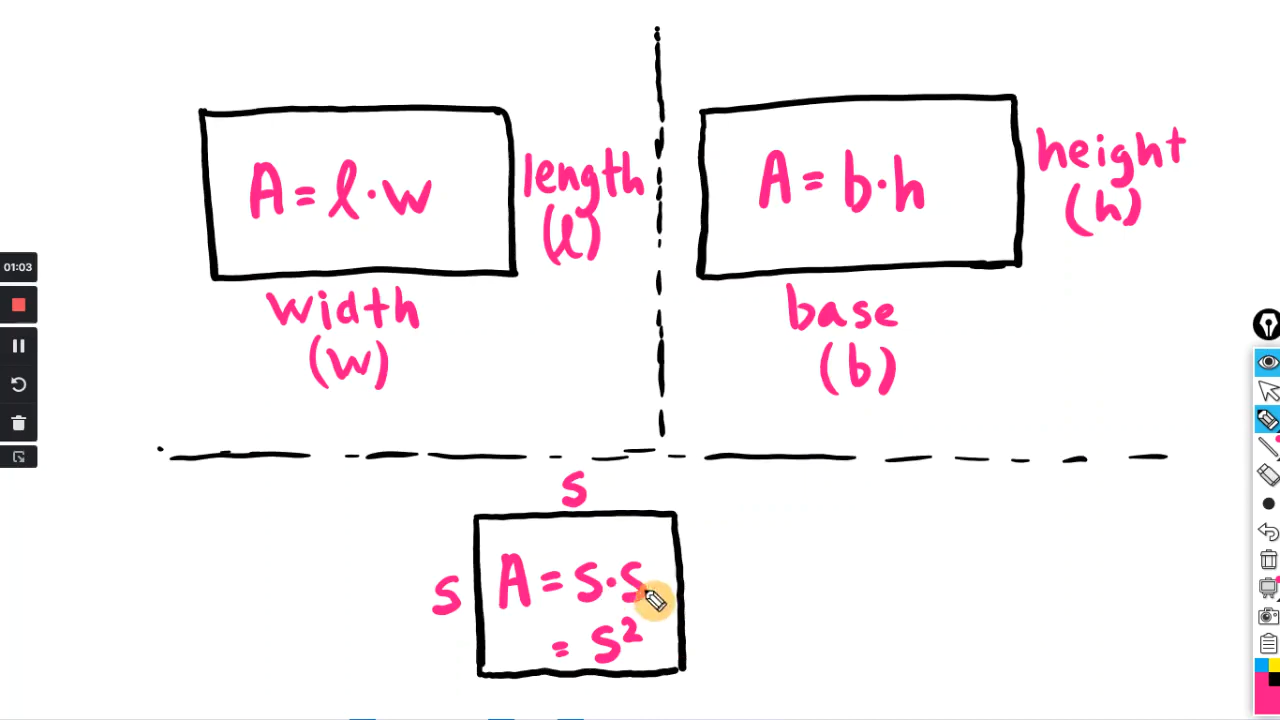 01:03
A = l · w
length
(l)
width
(w)
A = b · h
height
(h)
base
(b)
s
s
A = s · s
= s²